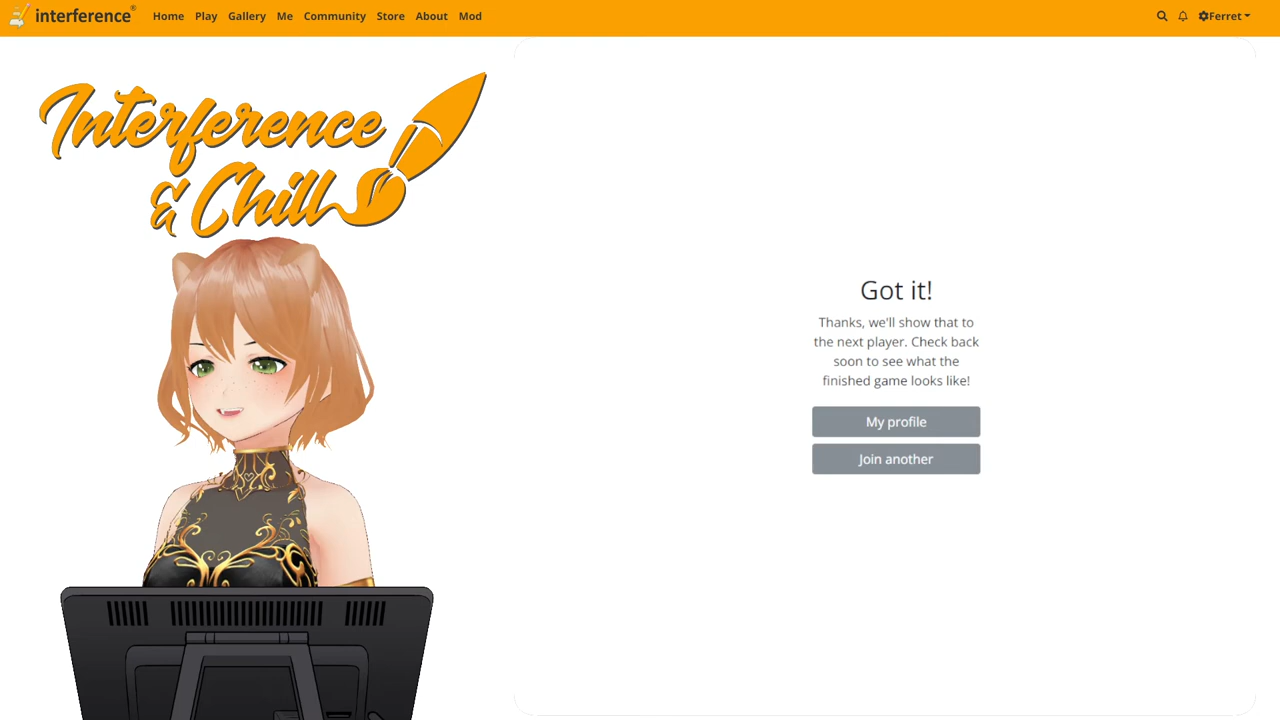 interference® Home Play Gallery Me Community Store About Mod Ferret
Interference
& Chill
Got it!
Thanks, we'll show that to
the next player. Check back
soon to see what the
finished game looks like!
My profile
Join another